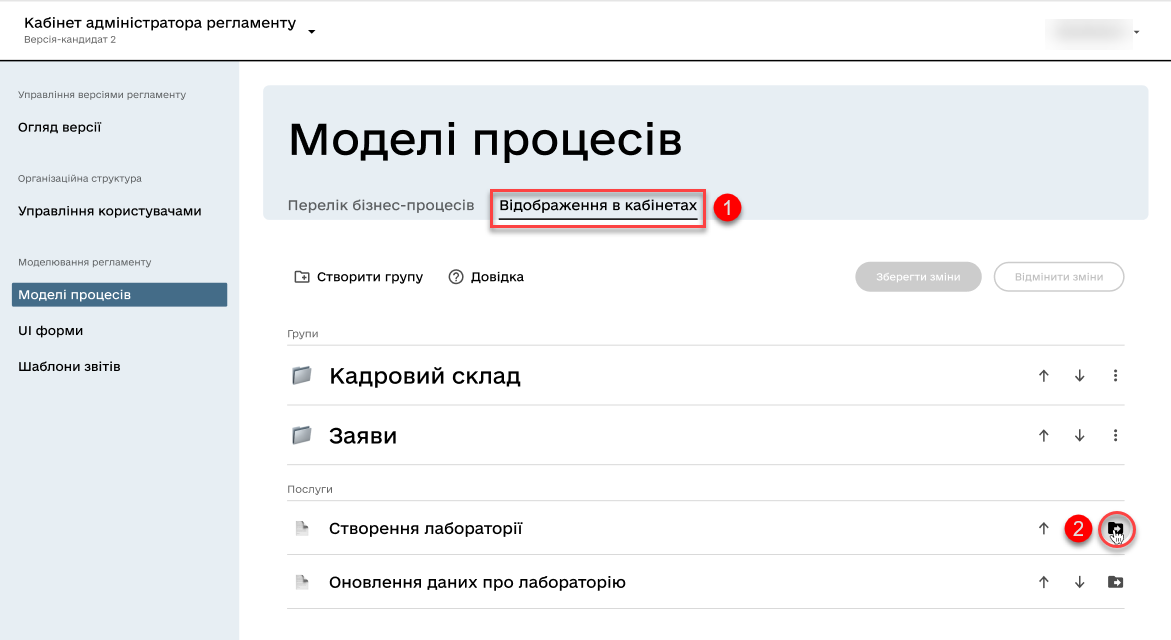 Кабінет адміністратора регламенту
Версія-кандидат 2
Управління версіями регламенту
Огляд версії
Організаційна структура
Управління користувачами
Моделювання регламенту
Моделі процесів
UI форми
Шаблони звітів
Моделі процесів
Перелік бізнес-процесів Відображення в кабінетах 1
Створити групу Довідка Зберегти зміни Відмінити зміни
Групи
Кадровий склад
Заяви
Послуги
Створення лабораторії 2
Оновлення даних про лабораторію